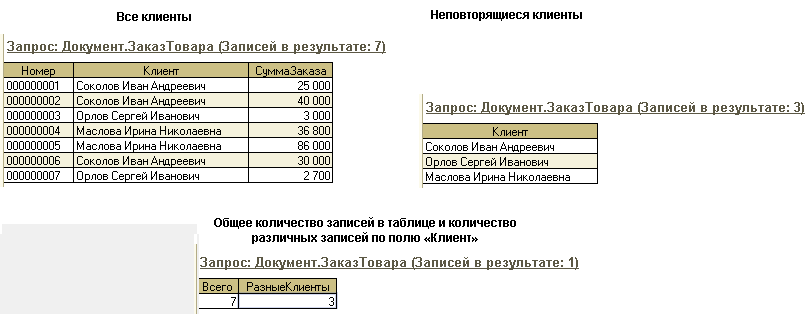 Все клиенты
Неповторящиеся клиенты
Запрос: Документ.ЗаказТовара (Записей в результате: 7)
Номер Клиент СуммаЗаказа
000000001 Соколов Иван Андреевич 25 000
000000002 Соколов Иван Андреевич 40 000
000000003 Орлов Сергей Иванович 3 000
000000004 Маслова Ирина Николаевна 36 800
000000005 Маслова Ирина Николаевна 86 000
000000006 Соколов Иван Андреевич 30 000
000000007 Орлов Сергей Иванович 2 700
Запрос: Документ.ЗаказТовара (Записей в результате: 3)
Клиент
Соколов Иван Андреевич
Орлов Сергей Иванович
Маслова Ирина Николаевна
Общее количество записей в таблице и количество
различных записей по полю «Клиент»
Запрос: Документ.ЗаказТовара (Записей в результате: 1)
Всего РазныеКлиенты
7 3